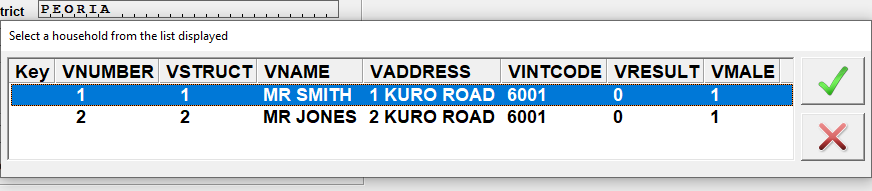 trict PEORIA
Select a household from the list displayed
Key VNUMBER VSTRUCT VNAME VADDRESS VINTCODE VRESULT VMALE
1 1 MR SMITH 1 KURO ROAD 6001 0 1
2 2 MR JONES 2 KURO ROAD 6001 0 1